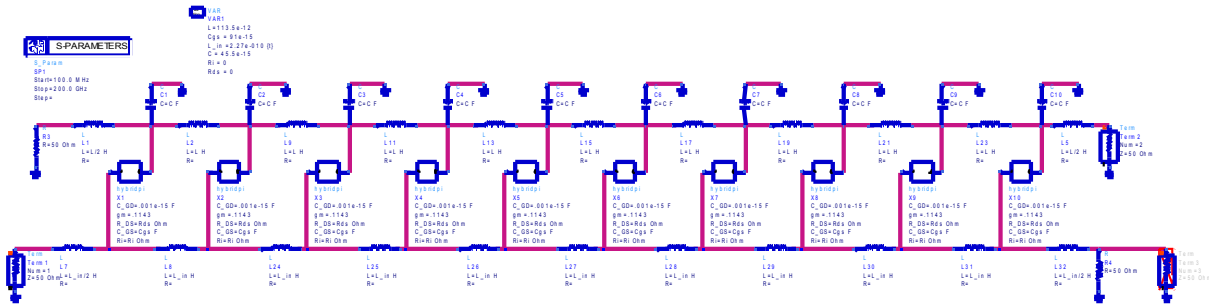 VAR
VAR1
L=113.5e-12
Cgs = 91e-15
L_in =2.27e-010 {t}
C = 45.5e-15
Ri = 0
Rds = 0
S-PARAMETERS
S_Param
SP1
Start=100.0 MHz
Stop=200.0 GHz
Step=
C
C1
C=C F
C
C2
C=C F
C
C3
C=C F
C
C4
C=C F
C
C5
C=C F
C
C6
C=C F
C
C7
C=C F
C
C8
C=C F
C
C9
C=C F
C
C10
C=C F
R
R3
R=50 Ohm
L
L1
L=L/2 H
R=
L
L2
L=L H
R=
L
L9
L=L H
R=
L
L11
L=L H
R=
L
L13
L=L H
R=
L
L15
L=L H
R=
L
L17
L=L H
R=
L
L19
L=L H
R=
L
L21
L=L H
R=
L
L23
L=L H
R=
L
L5
L=L/2 H
R=
Term
Term2
Num=2
Z=50 Ohm
hybridpi
X1
C_GD=.001e-15 F
gm=.1143
R_DS=Rds Ohm
C_GS=Cgs F
Ri=Ri Ohm
hybridpi
X2
C_GD=.001e-15 F
gm=.1143
R_DS=Rds Ohm
C_GS=Cgs F
Ri=Ri Ohm
hybridpi
X3
C_GD=.001e-15 F
gm=.1143
R_DS=Rds Ohm
C_GS=Cgs F
Ri=Ri Ohm
hybridpi
X4
C_GD=.001e-15 F
gm=.1143
R_DS=Rds Ohm
C_GS=Cgs F
Ri=Ri Ohm
hybridpi
X5
C_GD=.001e-15 F
gm=.1143
R_DS=Rds Ohm
C_GS=Cgs F
Ri=Ri Ohm
hybridpi
X6
C_GD=.001e-15 F
gm=.1143
R_DS=Rds Ohm
C_GS=Cgs F
Ri=Ri Ohm
hybridpi
X7
C_GD=.001e-15 F
gm=.1143
R_DS=Rds Ohm
C_GS=Cgs F
Ri=Ri Ohm
hybridpi
X8
C_GD=.001e-15 F
gm=.1143
R_DS=Rds Ohm
C_GS=Cgs F
Ri=Ri Ohm
hybridpi
X9
C_GD=.001e-15 F
gm=.1143
R_DS=Rds Ohm
C_GS=Cgs F
Ri=Ri Ohm
hybridpi
X10
C_GD=.001e-15 F
gm=.1143
R_DS=Rds Ohm
C_GS=Cgs F
Ri=Ri Ohm
Term
Term1
Num=1
Z=50 Ohm
L
L7
L=L_in/2 H
R=
L
L8
L=L_in H
R=
L
L24
L=L_in H
R=
L
L25
L=L_in H
R=
L
L26
L=L_in H
R=
L
L27
L=L_in H
R=
L
L28
L=L_in H
R=
L
L29
L=L_in H
R=
L
L30
L=L_in H
R=
L
L31
L=L_in H
R=
L
L32
L=L_in/2 H
R=
R
R4
R=50 Ohm
Term
Term3
Num=3
Z=50 Ohm